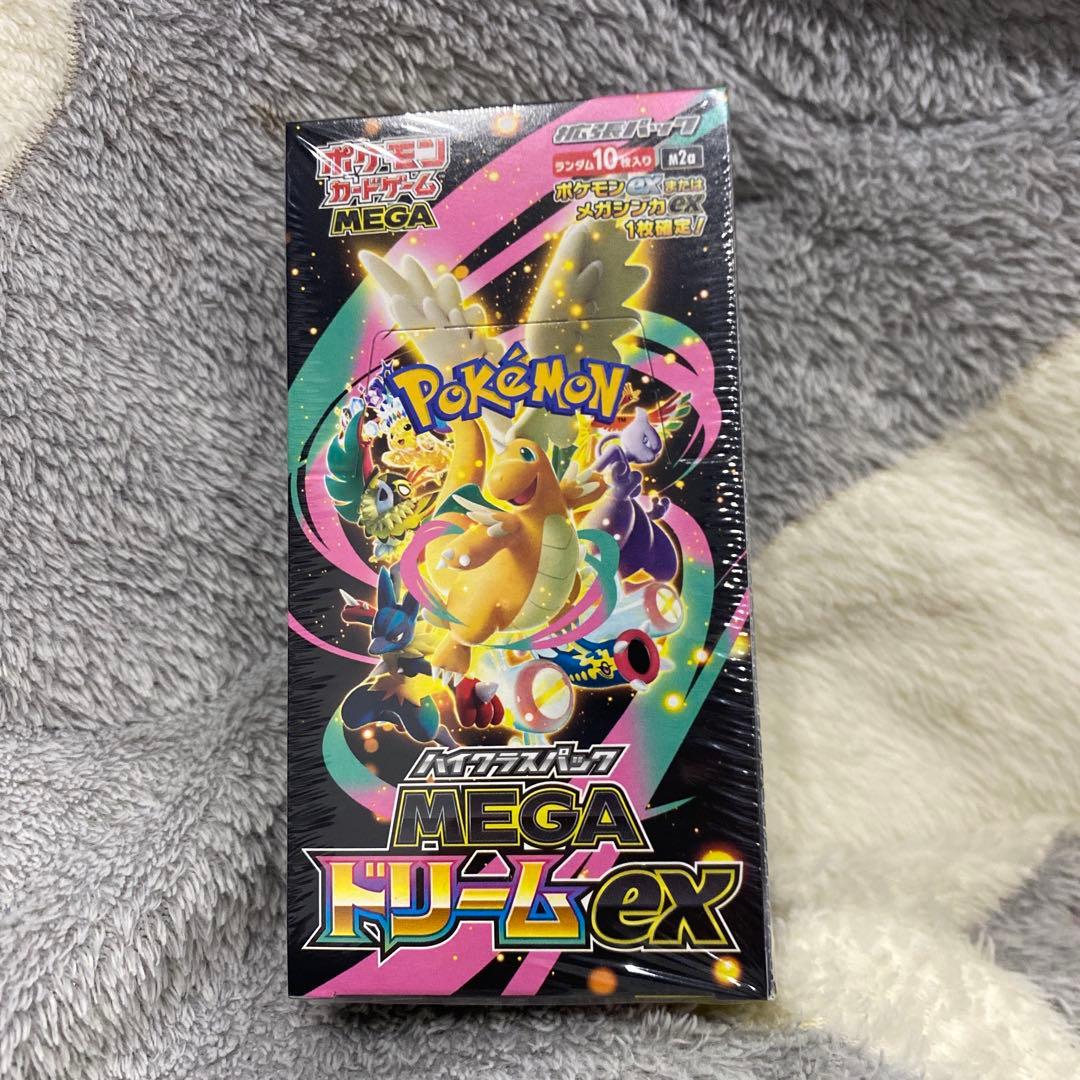 ポケモン
カードゲーム
MEGA
拡張パック
ランダム10枚入り M2a
ポケモンexまたは
メガシンカex
1枚確定!
POKéMON
TM
ハイクラスパック
MEGA
ドリームex